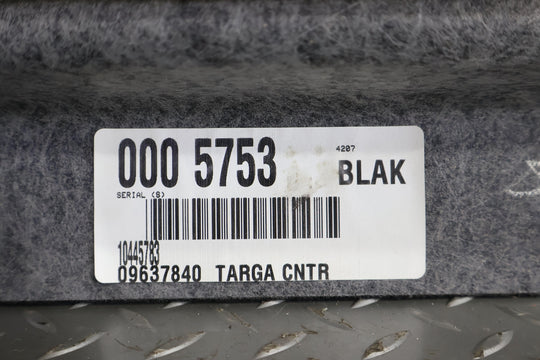 000 5753 4207 BLAK
SERIAL (S)
10445783
09637840 TARGA CNTR